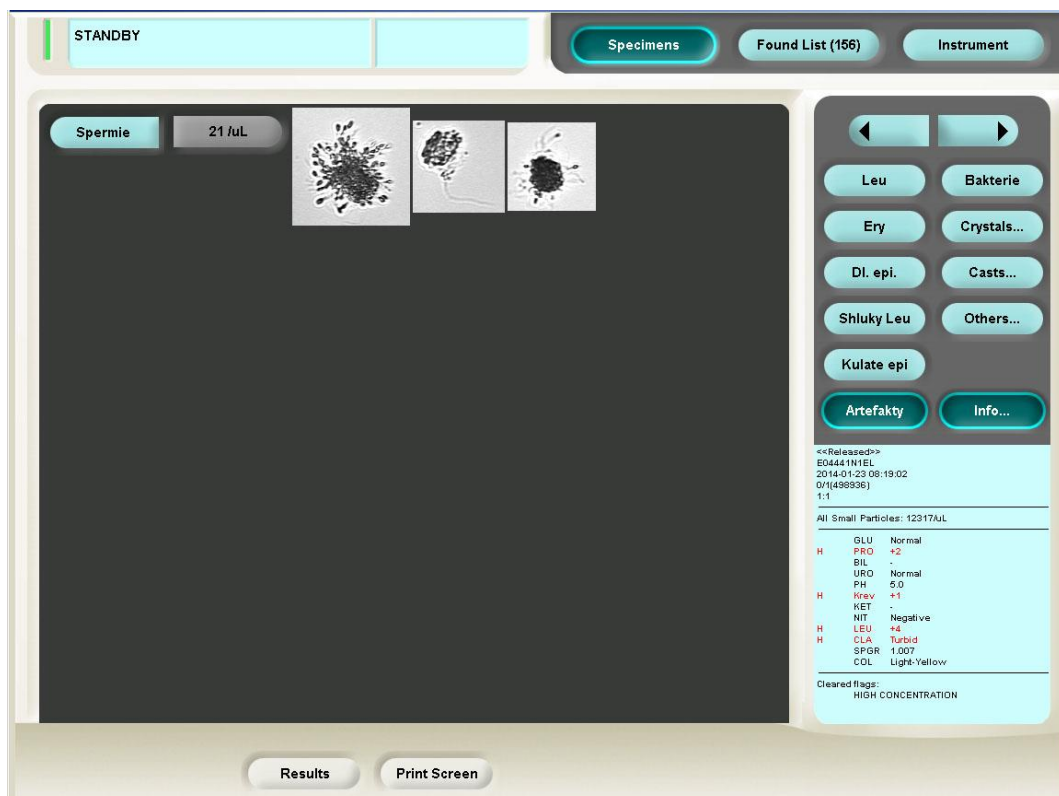 STANDBY
Specimens
Found List (156)
Instrument
Spermie
21 /uL
Leu
Bakterie
Ery
Crystals...
Dl. epi.
Casts...
Shluky Leu
Others...
Kulate epi
Artefakty
Info...
<<Released>>
E04441N1EL
2014-01-23 08:19:02
0/1(498936)
1:1
All Small Particles: 12317/uL
GLU Normal
H PRO +2
BIL -
URO Normal
PH 5.0
H Krev +1
KET -
NIT Negative
H LEU +4
H CLA Turbid
SPGR 1.007
COL Light-Yellow
Cleared flags:
HIGH CONCENTRATION
Results
Print Screen